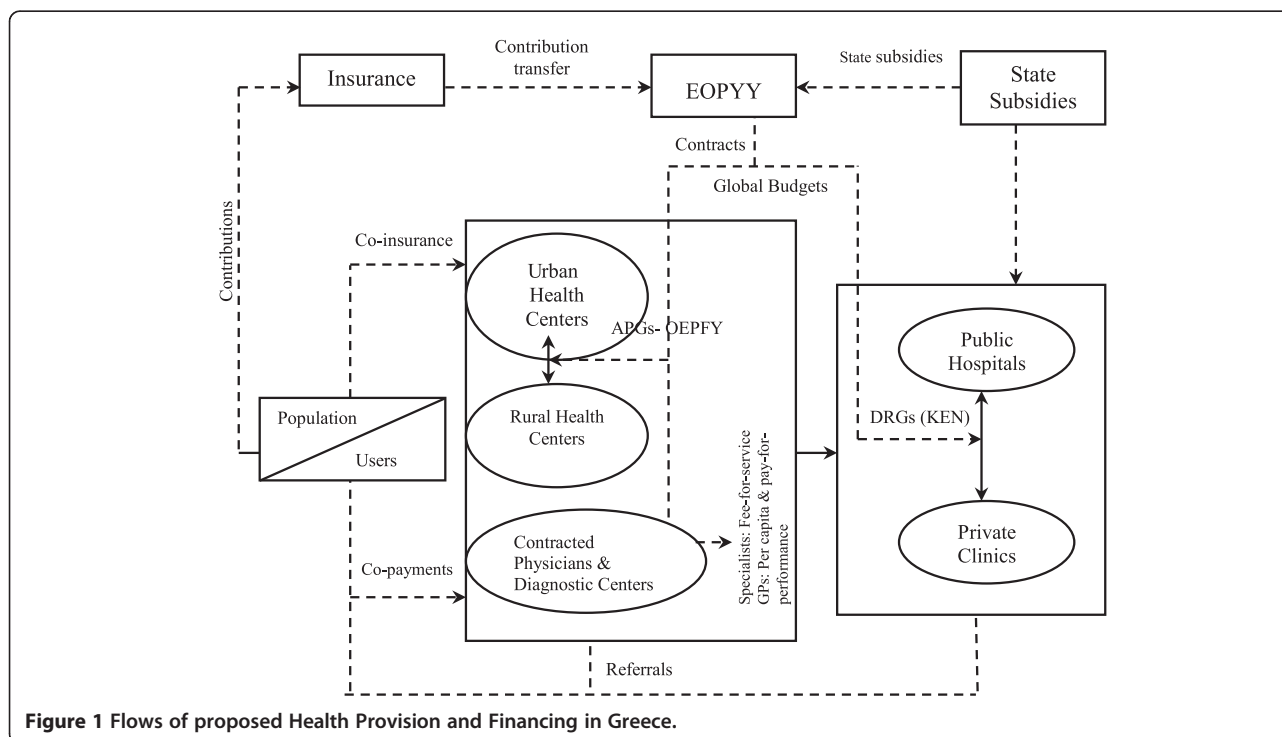 Contribution
transfer
State subsidies
Insurance
EOPYY
State
Subsidies
Contracts
Global Budgets
Contributions
Co-insurance
Urban
Health
Centers
APGs- OEPFY
Public
Hospitals
Population
Users
Rural Health
Centers
DRGs (KEN)
Specialists: Fee-for-service
GPs: Per capita & pay-for-
performance
Contracted
Physicians &
Diagnostic Centers
Private
Clinics
Co-payments
Referrals
Figure 1 Flows of proposed Health Provision and Financing in Greece.